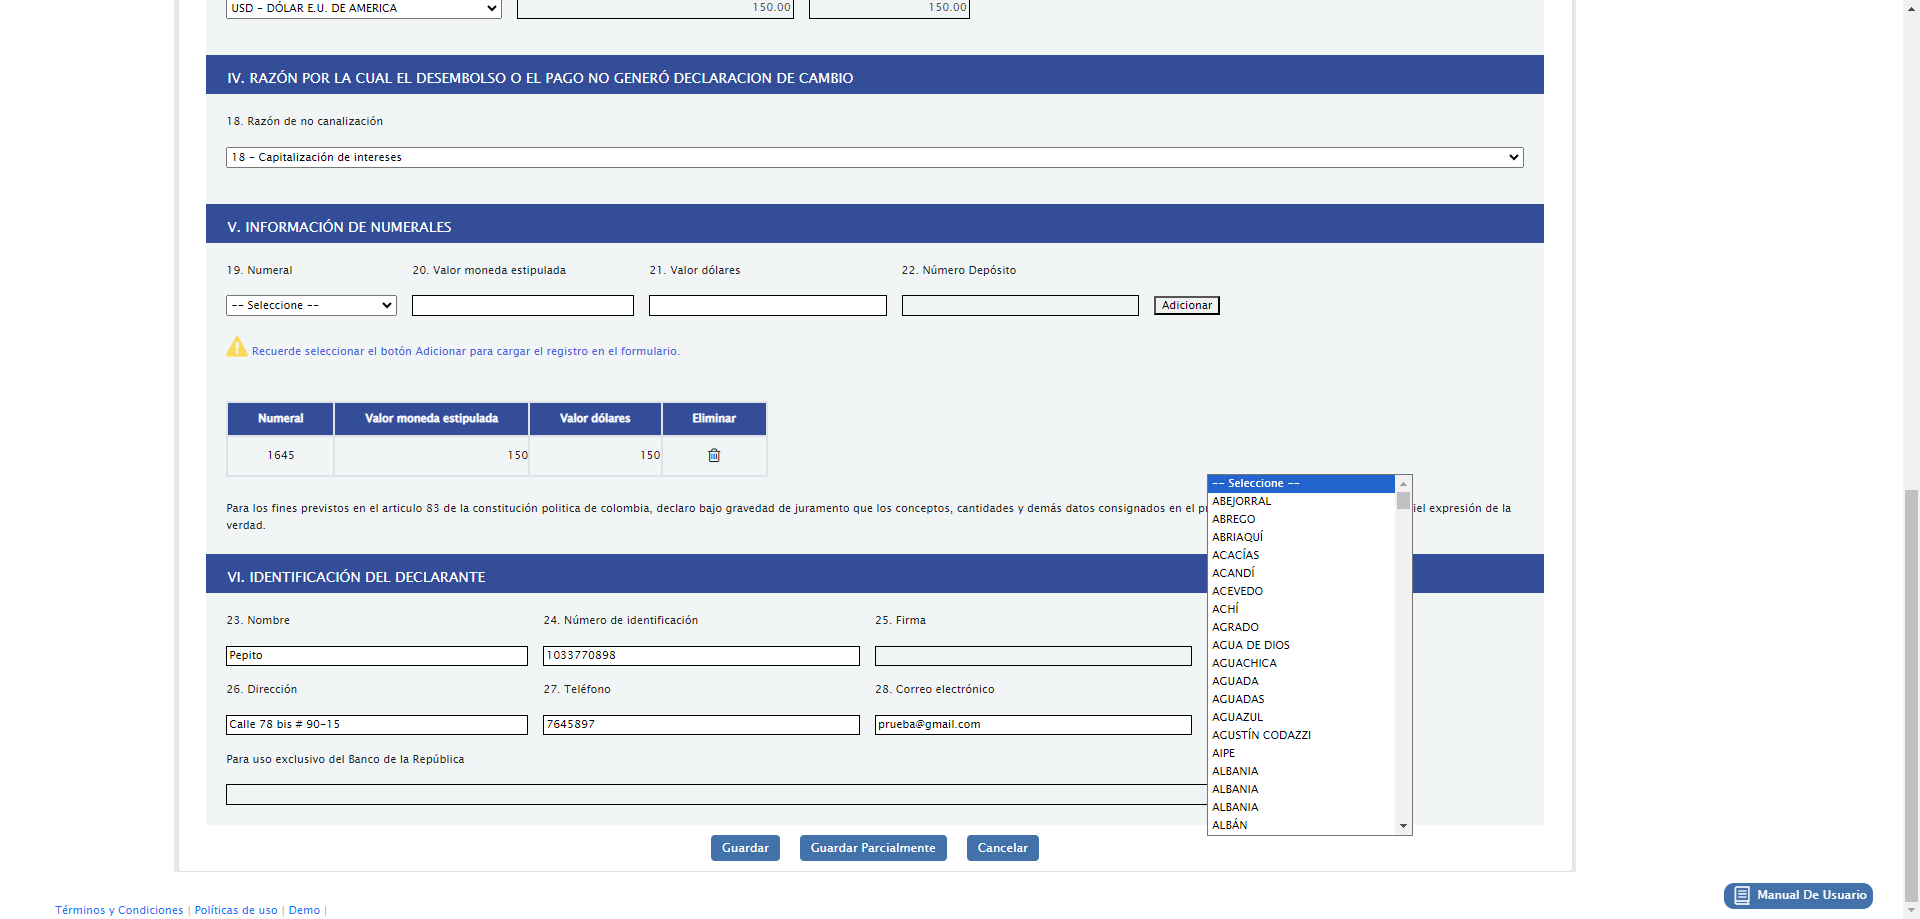 USD - DÓLAR E.U. DE AMERICA 150.00 150.00
IV. RAZÓN POR LA CUAL EL DESEMBOLSO O EL PAGO NO GENERÓ DECLARACION DE CAMBIO
18. Razón de no canalización
18 - Capitalización de intereses
V. INFORMACIÓN DE NUMERALES
19. Numeral 20. Valor moneda estipulada 21. Valor dólares 22. Número Depósito
-- Seleccione -- Adicionar
Recuerde seleccionar el botón Adicionar para cargar el registro en el formulario.
Numeral Valor moneda estipulada Valor dólares Eliminar
1645 150 150
Para los fines previstos en el articulo 83 de la constitución politica de colombia, declaro bajo gravedad de juramento que los conceptos, cantidades y demás datos consignados en el iel expresión de la
verdad.
VI. IDENTIFICACIÓN DEL DECLARANTE
23. Nombre 24. Número de identificación 25. Firma
Pepito 1033770898
26. Dirección 27. Teléfono 28. Correo electrónico
Calle 78 bis # 90-15 7645897 prueba@gmail.com
Para uso exclusivo del Banco de la República
-- Seleccione --
ABEJORRAL
ABREGO
ABRIAQUÍ
ACACÍAS
ACANDÍ
ACEVEDO
ACHÍ
AGRADO
AGUA DE DIOS
AGUACHICA
AGUADA
AGUADAS
AGUAZUL
AGUSTÍN CODAZZI
AIPE
ALBANIA
ALBANIA
ALBANIA
ALBÁN
Guardar Guardar Parcialmente Cancelar
Manual De Usuario
Términos y Condiciones | Políticas de uso | Demo |